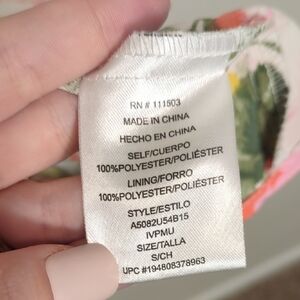 RN # 111503
MADE IN CHINA
HECHO EN CHINA
SELF/CUERPO
100%POLYESTER/POLIÉSTER
LINING/FORRO
100%POLYESTER/POLIÉSTER
STYLE/ESTILO
A5082U54B15
IVPMU
SIZE/TALLA
S/CH
UPC #194808378963